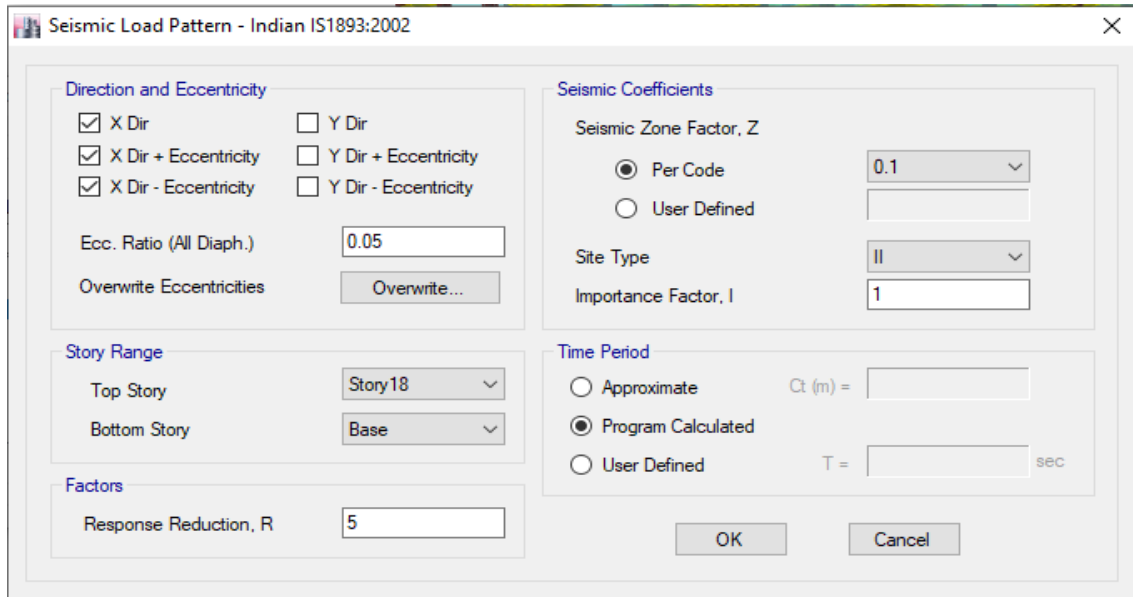 Seismic Load Pattern - Indian IS1893:2002
Direction and Eccentricity
X Dir
Y Dir
X Dir + Eccentricity
Y Dir + Eccentricity
X Dir - Eccentricity
Y Dir - Eccentricity
Ecc. Ratio (All Diaph.)
0.05
Overwrite Eccentricities
Overwrite...
Story Range
Top Story
Story18
Bottom Story
Base
Factors
Response Reduction, R
5
Seismic Coefficients
Seismic Zone Factor, Z
Per Code
0.1
User Defined
Site Type
II
Importance Factor, I
1
Time Period
Approximate
Ct (m) =
Program Calculated
User Defined
T =
sec
OK
Cancel